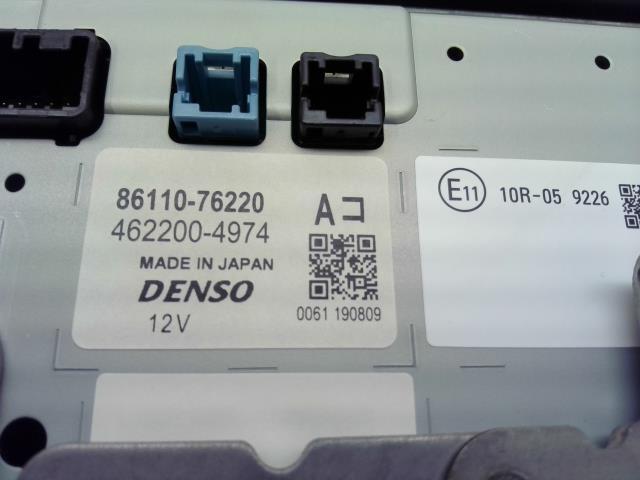 86110-76220
462200-4974
MADE IN JAPAN
DENSO
12V
Aコ
0061 190809
E11 10R-05 9226